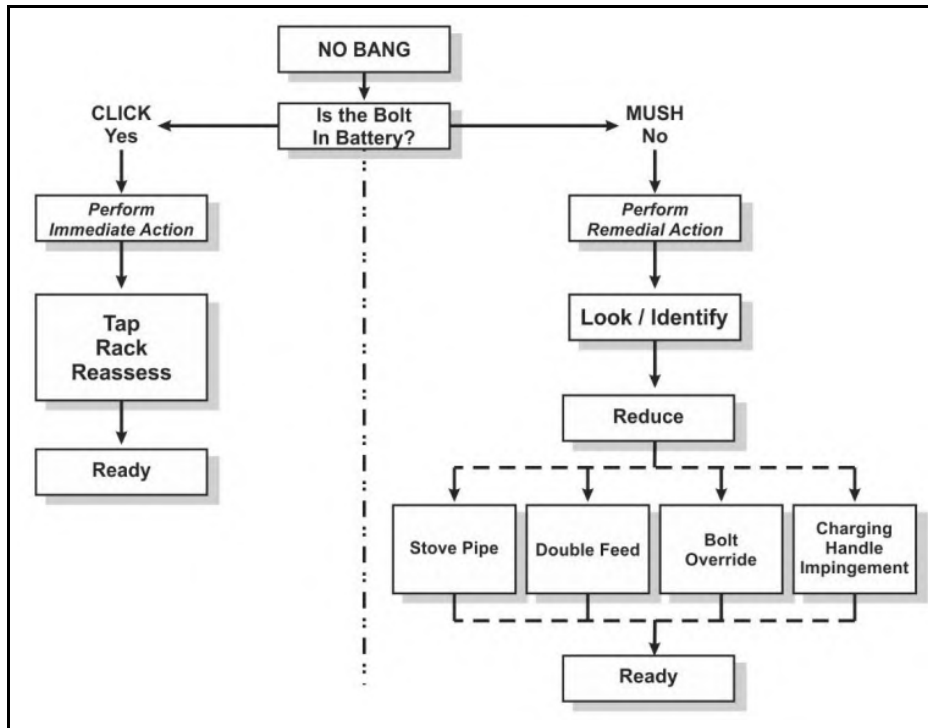 NO BANG
CLICK
Yes
Is the Bolt
In Battery?
MUSH
No
Perform
Immediate Action
Perform
Remedial Action
Tap
Rack
Reassess
Look / Identify
Reduce
Ready
Stove Pipe
Double Feed
Bolt
Override
Charging
Handle
Impingement
Ready